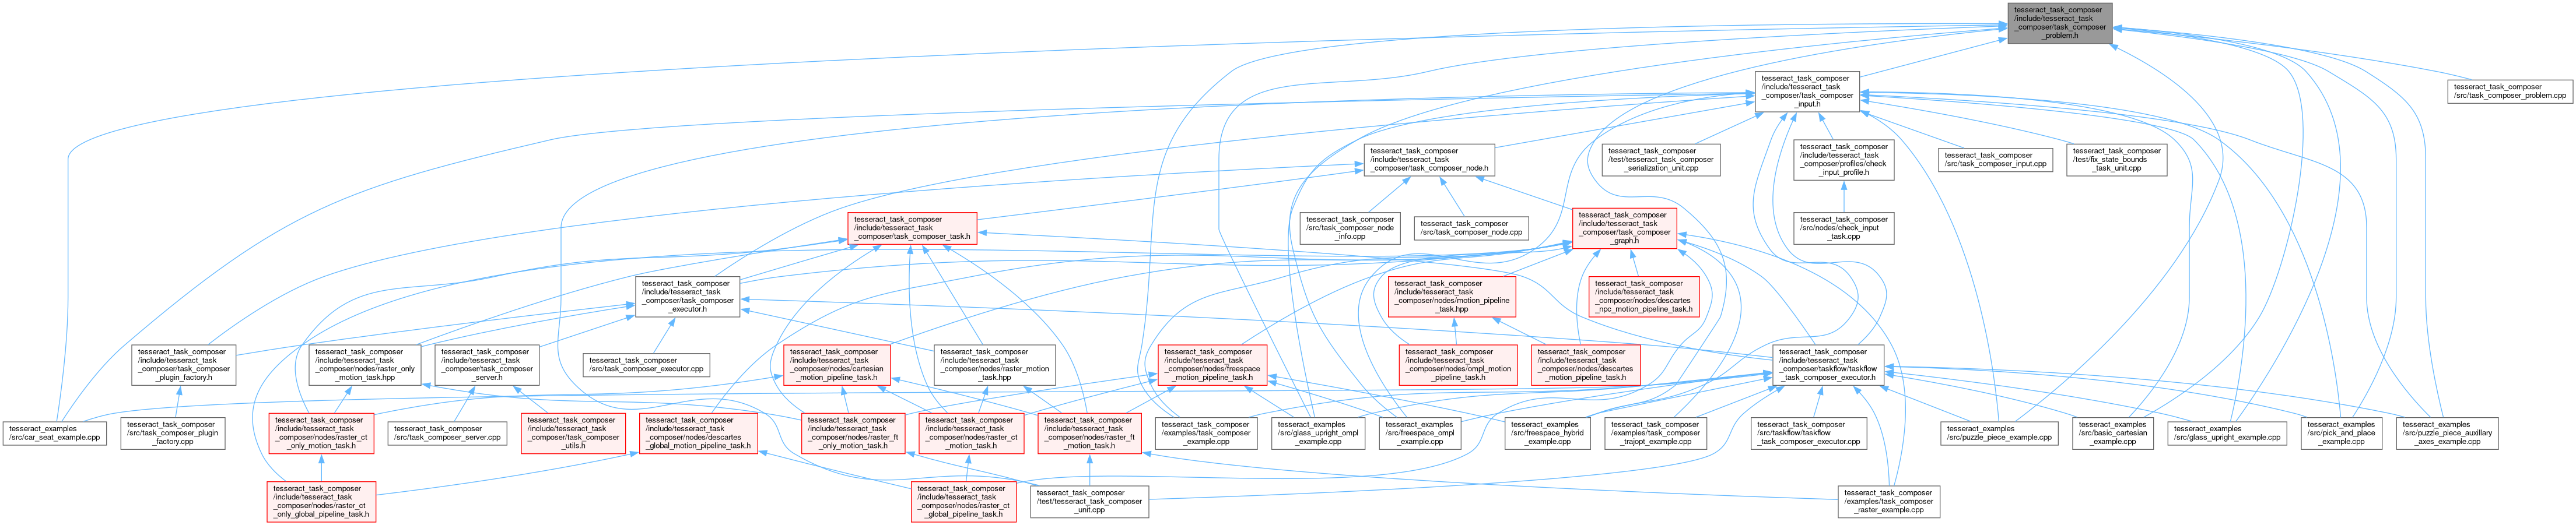 tesseract_task_composer
/include/tesseract_task
_composer/task_composer
_problem.h
tesseract_task_composer
/include/tesseract_task
_composer/task_composer
_input.h
tesseract_task_composer
/src/task_composer_problem.cpp
tesseract_task_composer
/include/tesseract_task
_composer/task_composer_node.h
tesseract_task_composer
/test/tesseract_task_composer
_serialization_unit.cpp
tesseract_task_composer
/include/tesseract_task
_composer/profiles/check
_input_profile.h
tesseract_task_composer
/src/task_composer_input.cpp
tesseract_task_composer
/test/fix_state_bounds
_task_unit.cpp
tesseract_task_composer
/include/tesseract_task
_composer/task_composer_task.h
tesseract_task_composer
/src/task_composer_node
_info.cpp
tesseract_task_composer
/src/task_composer_node.cpp
tesseract_task_composer
/include/tesseract_task
_composer/task_composer
_graph.h
tesseract_task_composer
/src/nodes/check_input
_task.cpp
tesseract_task_composer
/include/tesseract_task
_composer/task_composer
_executor.h
tesseract_task_composer
/include/tesseract_task
_composer/nodes/motion_pipeline
_task.hpp
tesseract_task_composer
/include/tesseract_task
_composer/nodes/descartes
_npc_motion_pipeline_task.h
tesseract_task_composer
/include/tesseract_task
_composer/task_composer
_plugin_factory.h
tesseract_task_composer
/include/tesseract_task
_composer/nodes/raster_only
_motion_task.hpp
tesseract_task_composer
/include/tesseract_task
_composer/task_composer
_server.h
tesseract_task_composer
/src/task_composer_executor.cpp
tesseract_task_composer
/include/tesseract_task
_composer/nodes/cartesian
_motion_pipeline_task.h
tesseract_task_composer
/include/tesseract_task
_composer/nodes/raster_motion
_task.hpp
tesseract_task_composer
/include/tesseract_task
_composer/nodes/freespace
_motion_pipeline_task.h
tesseract_task_composer
/include/tesseract_task
_composer/nodes/ompl_motion
_pipeline_task.h
tesseract_task_composer
/include/tesseract_task
_composer/nodes/descartes
_motion_pipeline_task.h
tesseract_task_composer
/include/tesseract_task
_composer/taskflow/taskflow
_task_composer_executor.h
tesseract_examples
/src/car_seat_example.cpp
tesseract_task_composer
/src/task_composer_plugin
_factory.cpp
tesseract_task_composer
/include/tesseract_task
_composer/nodes/raster_ct
_only_motion_task.h
tesseract_task_composer
/src/task_composer_server.cpp
tesseract_task_composer
/include/tesseract_task
_composer/task_composer
_utils.h
tesseract_task_composer
/include/tesseract_task
_composer/nodes/descartes
_global_motion_pipeline_task.h
tesseract_task_composer
/include/tesseract_task
_composer/nodes/raster_ft
_only_motion_task.h
tesseract_task_composer
/include/tesseract_task
_composer/nodes/raster_ct
_motion_task.h
tesseract_task_composer
/include/tesseract_task
_composer/nodes/raster_ft
_motion_task.h
tesseract_task_composer
/examples/task_composer
_example.cpp
tesseract_examples
/src/glass_upright_ompl
_example.cpp
tesseract_examples
/src/freespace_ompl
_example.cpp
tesseract_examples
/src/freespace_hybrid
_example.cpp
tesseract_task_composer
/examples/task_composer
_trajopt_example.cpp
tesseract_task_composer
/src/taskflow/taskflow
_task_composer_executor.cpp
tesseract_examples
/src/puzzle_piece_example.cpp
tesseract_examples
/src/basic_cartesian
_example.cpp
tesseract_examples
/src/glass_upright_example.cpp
tesseract_examples
/src/pick_and_place
_example.cpp
tesseract_examples
/src/puzzle_piece_auxillary
_axes_example.cpp
tesseract_task_composer
/include/tesseract_task
_composer/nodes/raster_ct
_only_global_pipeline_task.h
tesseract_task_composer
/include/tesseract_task
_composer/nodes/raster_ct
_global_pipeline_task.h
tesseract_task_composer
/test/tesseract_task_composer
_unit.cpp
tesseract_task_composer
/examples/task_composer
_raster_example.cpp